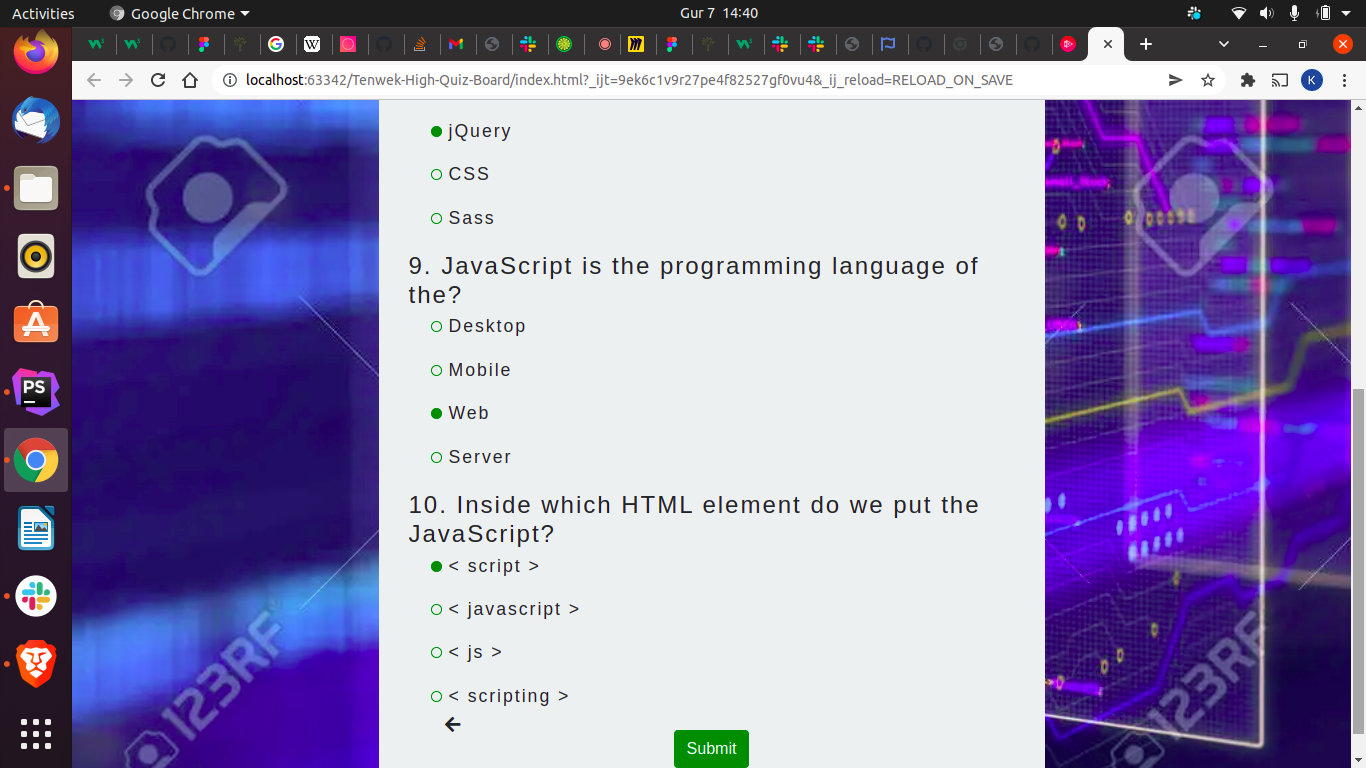 Activities
Google Chrome
Gur 7 14:40
localhost:63342/Tenwek-High-Quiz-Board/index.html?_ijt=9ek6c1v9r27pe4f82527gf0vu4&_ij_reload=RELOAD_ON_SAVE
K
jQuery
CSS
Sass
9. JavaScript is the programming language of
the?
Desktop
Mobile
Web
Server
10. Inside which HTML element do we put the
JavaScript?
< script >
< javascript >
< js >
< scripting >
Submit
PS
123RF
123RF